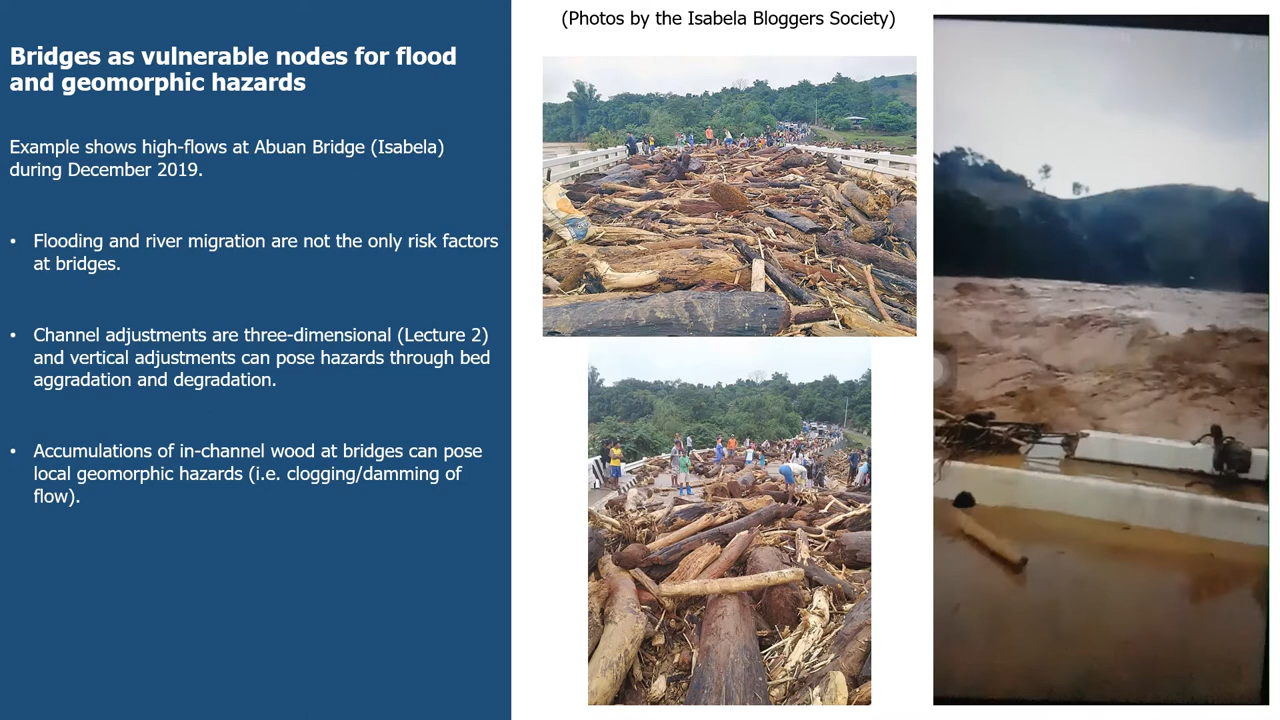 Bridges as vulnerable nodes for flood
and geomorphic hazards
Example shows high-flows at Abuan Bridge (Isabela)
during December 2019.
• Flooding and river migration are not the only risk factors
at bridges.
• Channel adjustments are three-dimensional (Lecture 2)
and vertical adjustments can pose hazards through bed
aggradation and degradation.
• Accumulations of in-channel wood at bridges can pose
local geomorphic hazards (i.e. clogging/damming of
flow).
(Photos by the Isabela Bloggers Society)